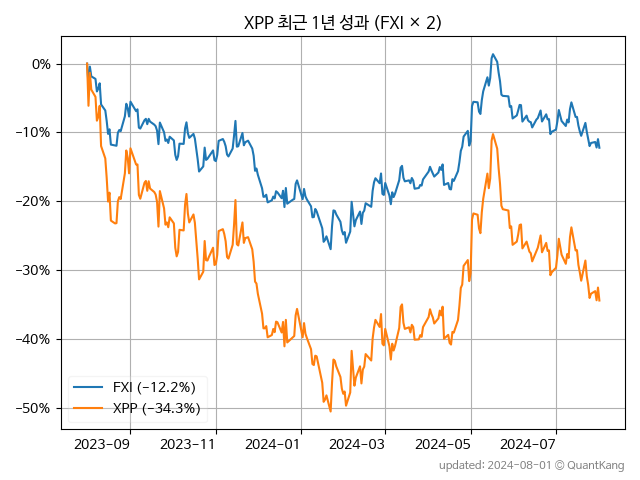 XPP 최근 1년 성과 (FXI × 2)
0%
−10%
−20%
−30%
−40%
−50%
FXI (−12.2%)
XPP (−34.3%)
2023−09 2023−11 2024−01 2024−03 2024−05 2024−07
updated: 2024-08-01 © QuantKang